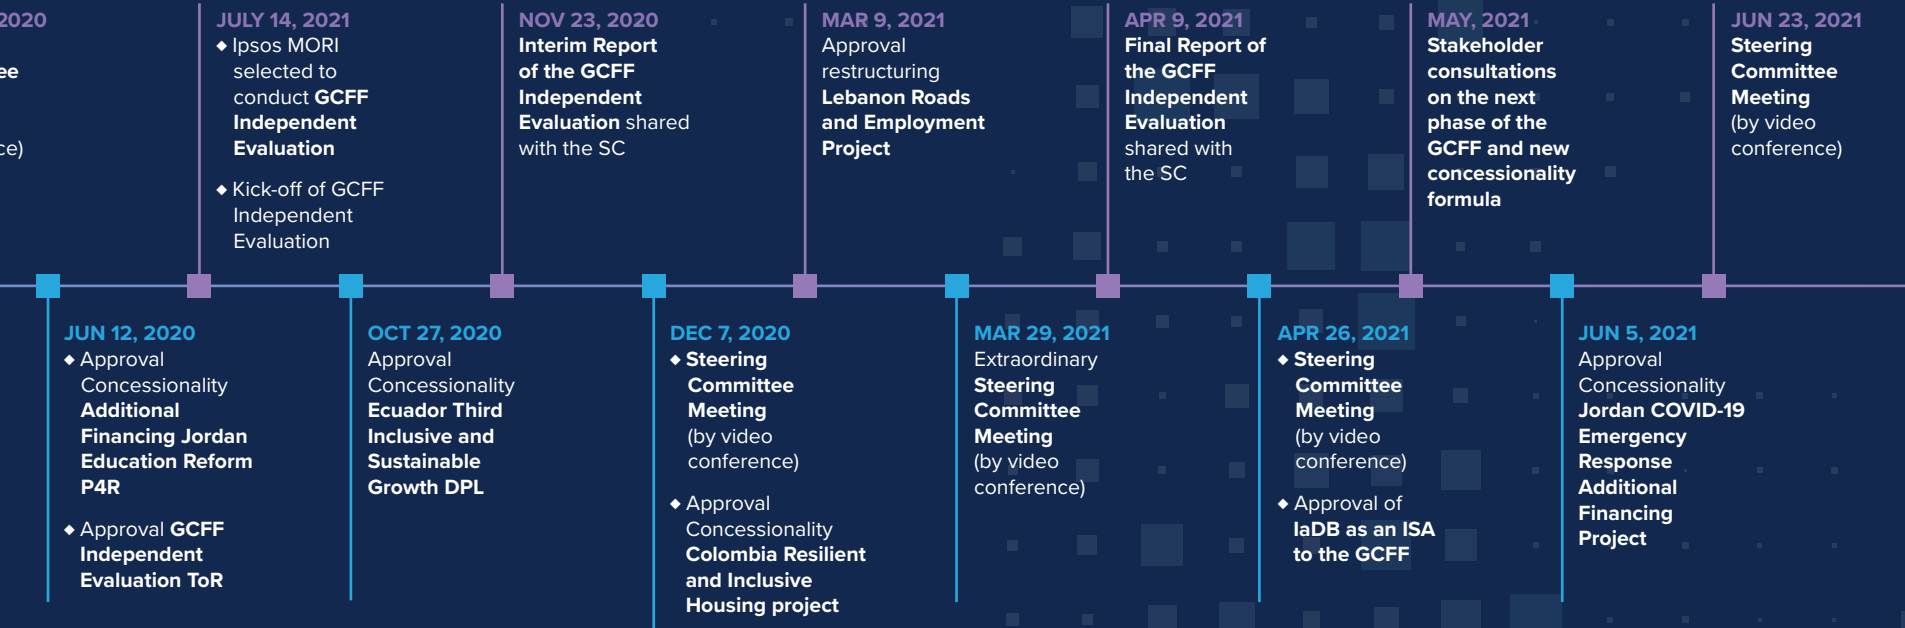 2020
ee
ce)
JULY 14, 2021
◆ Ipsos MORI
selected to
conduct GCFF
Independent
Evaluation
◆ Kick-off of GCFF
Independent
Evaluation
NOV 23, 2020
Interim Report
of the GCFF
Independent
Evaluation shared
with the SC
MAR 9, 2021
Approval
restructuring
Lebanon Roads
and Employment
Project
APR 9, 2021
Final Report of
the GCFF
Independent
Evaluation
shared with
the SC
MAY, 2021
Stakeholder
consultations
on the next
phase of the
GCFF and new
concessionality
formula
JUN 23, 2021
Steering
Committee
Meeting
(by video
conference)
JUN 12, 2020
◆ Approval
Concessionality
Additional
Financing Jordan
Education Reform
P4R
◆ Approval GCFF
Independent
Evaluation ToR
OCT 27, 2020
Approval
Concessionality
Ecuador Third
Inclusive and
Sustainable
Growth DPL
DEC 7, 2020
◆ Steering
Committee
Meeting
(by video
conference)
◆ Approval
Concessionality
Colombia Resilient
and Inclusive
Housing project
MAR 29, 2021
Extraordinary
Steering
Committee
Meeting
(by video
conference)
APR 26, 2021
◆ Steering
Committee
Meeting
(by video
conference)
◆ Approval of
IaDB as an ISA
to the GCFF
JUN 5, 2021
Approval
Concessionality
Jordan COVID-19
Emergency
Response
Additional
Financing
Project